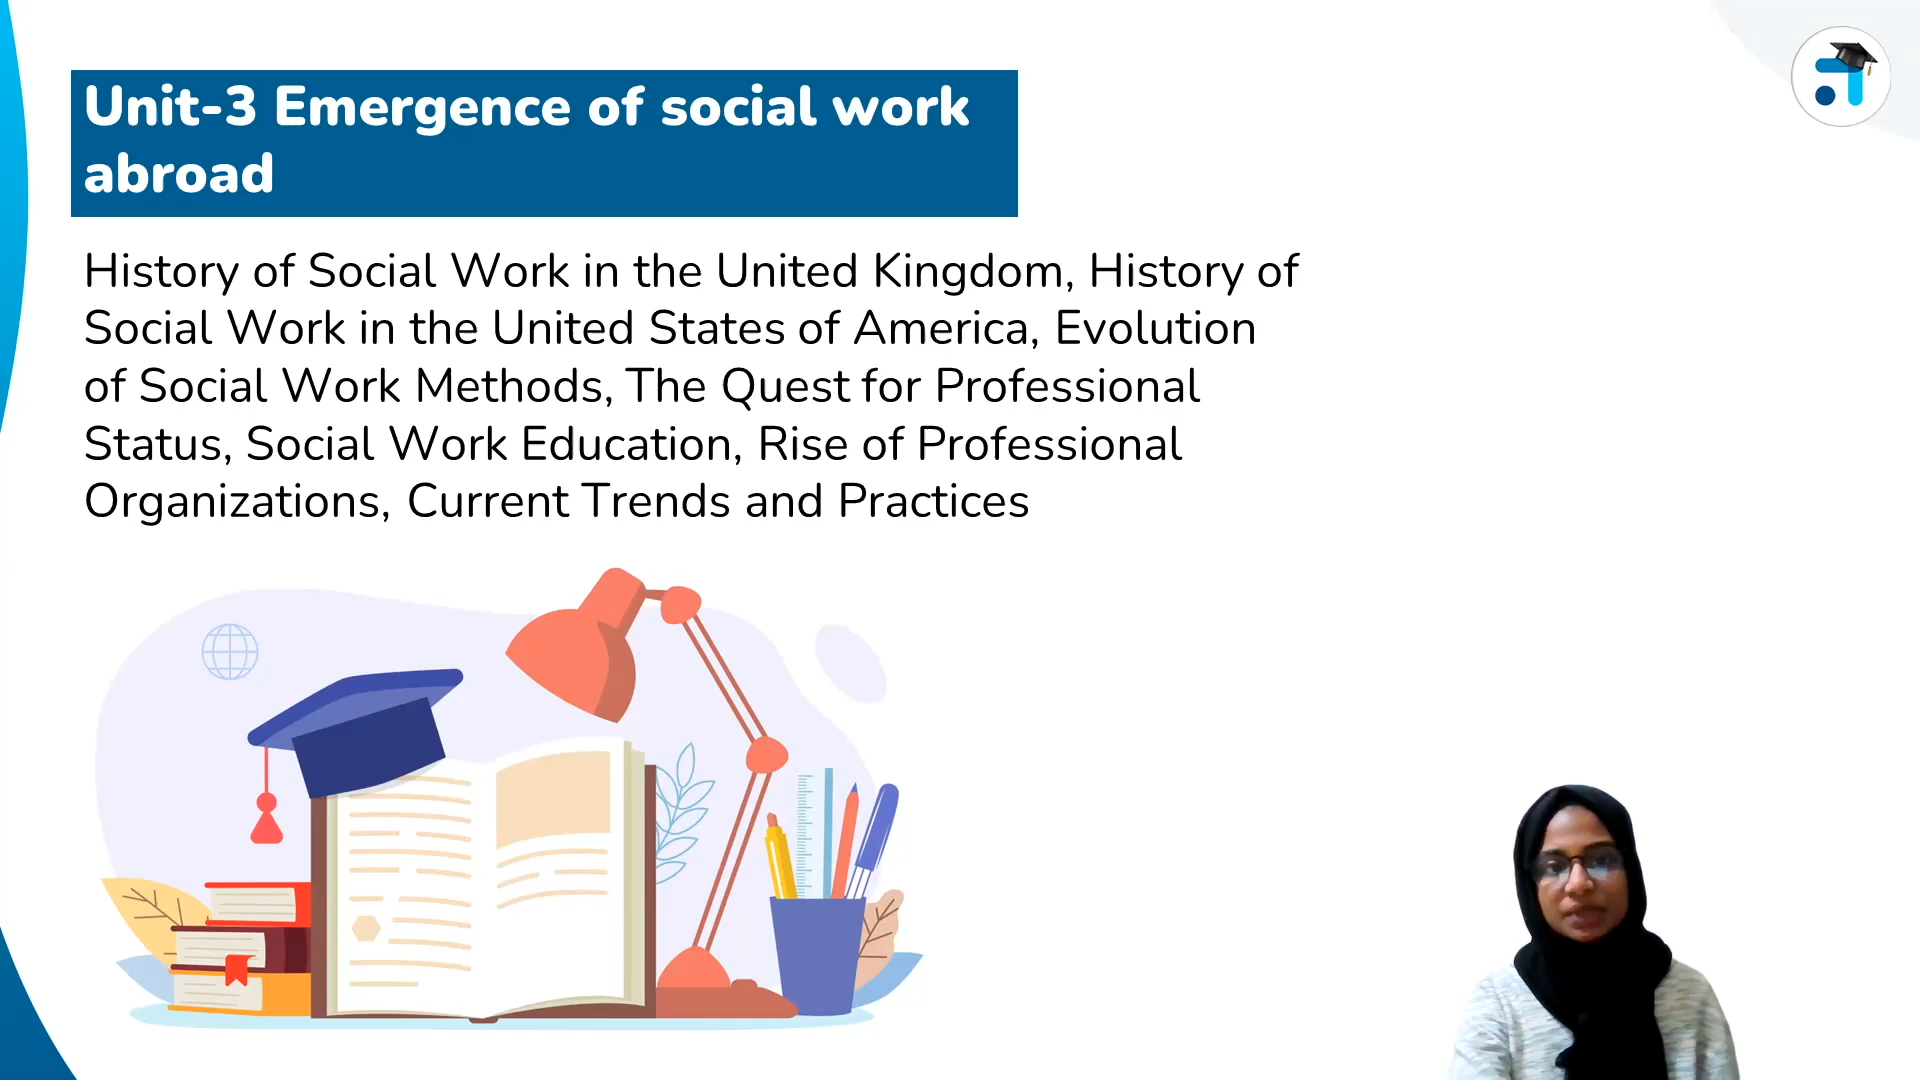 Unit-3 Emergence of social work
abroad
History of Social Work in the United Kingdom, History of
Social Work in the United States of America, Evolution
of Social Work Methods, The Quest for Professional
Status, Social Work Education, Rise of Professional
Organizations, Current Trends and Practices